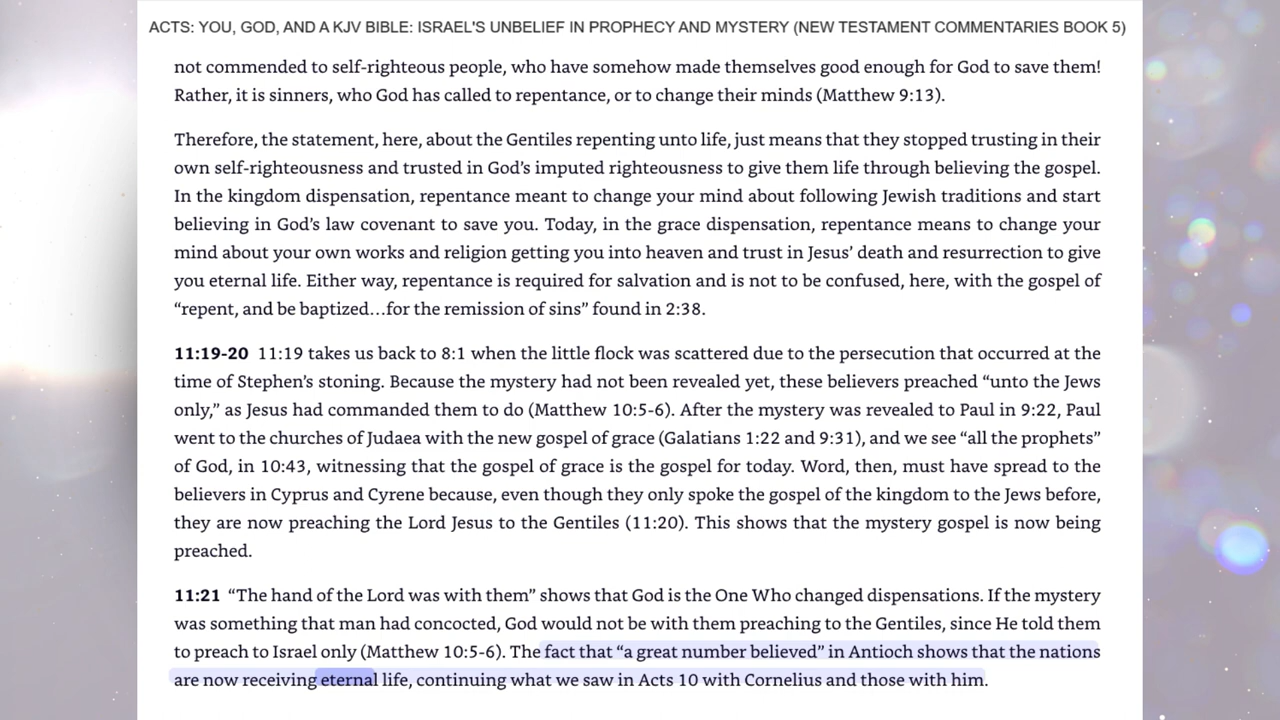 ACTS: YOU, GOD, AND A KJV BIBLE: ISRAEL'S UNBELIEF IN PROPHECY AND MYSTERY (NEW TESTAMENT COMMENTARIES BOOK 5)
not commended to self-righteous people, who have somehow made themselves good enough for God to save them!
Rather, it is sinners, who God has called to repentance, or to change their minds (Matthew 9:13).
Therefore, the statement, here, about the Gentiles repenting unto life, just means that they stopped trusting in their
own self-righteousness and trusted in God’s imputed righteousness to give them life through believing the gospel.
In the kingdom dispensation, repentance meant to change your mind about following Jewish traditions and start
believing in God’s law covenant to save you. Today, in the grace dispensation, repentance means to change your
mind about your own works and religion getting you into heaven and trust in Jesus’ death and resurrection to give
you eternal life. Either way, repentance is required for salvation and is not to be confused, here, with the gospel of
“repent, and be baptized…for the remission of sins” found in 2:38.
11:19-20 11:19 takes us back to 8:1 when the little flock was scattered due to the persecution that occurred at the
time of Stephen’s stoning. Because the mystery had not been revealed yet, these believers preached “unto the Jews
only,” as Jesus had commanded them to do (Matthew 10:5-6). After the mystery was revealed to Paul in 9:22, Paul
went to the churches of Judaea with the new gospel of grace (Galatians 1:22 and 9:31), and we see “all the prophets”
of God, in 10:43, witnessing that the gospel of grace is the gospel for today. Word, then, must have spread to the
believers in Cyprus and Cyrene because, even though they only spoke the gospel of the kingdom to the Jews before,
they are now preaching the Lord Jesus to the Gentiles (11:20). This shows that the mystery gospel is now being
preached.
11:21 “The hand of the Lord was with them” shows that God is the One Who changed dispensations. If the mystery
was something that man had concocted, God would not be with them preaching to the Gentiles, since He told them
to preach to Israel only (Matthew 10:5-6). The fact that “a great number believed” in Antioch shows that the nations
are now receiving eternal life, continuing what we saw in Acts 10 with Cornelius and those with him.